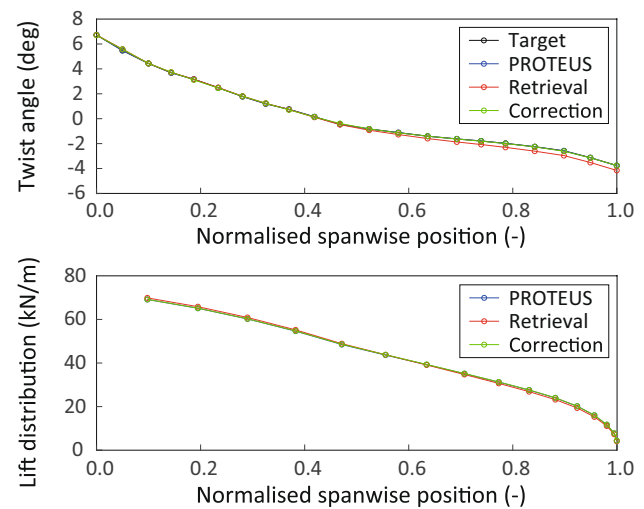 8
6
4
2
0
-2
-4
-6
Twist angle (deg)
Target
PROTEUS
Retrieval
Correction
0.0 0.2 0.4 0.6 0.8 1.0
Normalised spanwise position (-)
80
60
40
20
0
Lift distribution (kN/m)
PROTEUS
Retrieval
Correction
0.0 0.2 0.4 0.6 0.8 1.0
Normalised spanwise position (-)